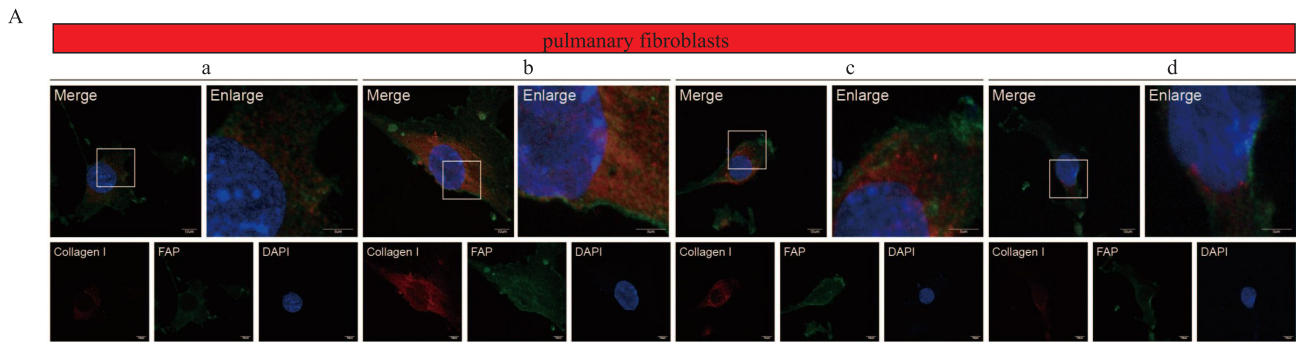 A
pulmanary fibroblasts
a b c d
Merge Enlarge Merge Enlarge Merge Enlarge Merge Enlarge
Collagen I FAP DAPI Collagen I FAP DAPI Collagen I FAP DAPI Collagen I FAP DAPI